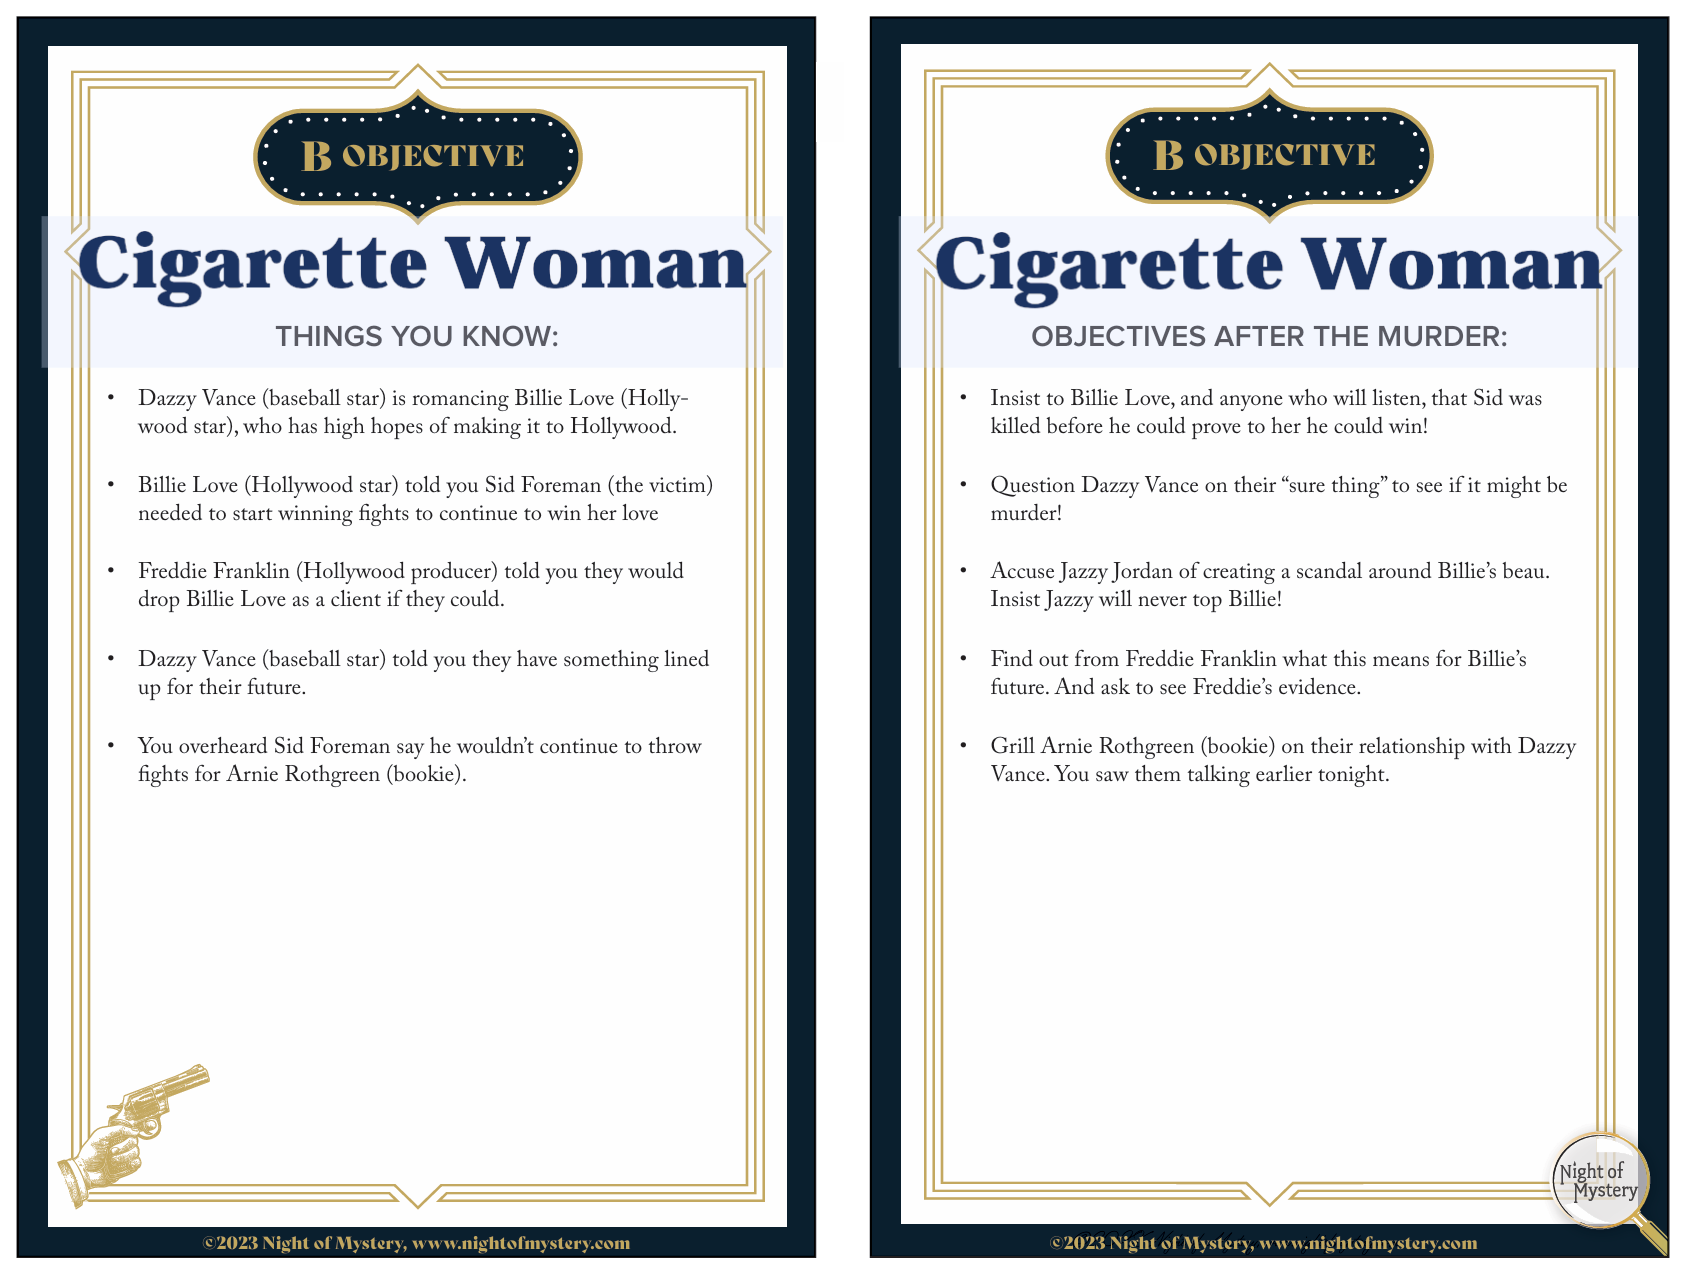 B OBJECTIVE
Cigarette Woman
THINGS YOU KNOW:
• Dazzy Vance (baseball star) is romancing Billie Love (Holly-
wood star), who has high hopes of making it to Hollywood.
• Billie Love (Hollywood star) told you Sid Foreman (the victim)
needed to start winning fights to continue to win her love
• Freddie Franklin (Hollywood producer) told you they would
drop Billie Love as a client if they could.
• Dazzy Vance (baseball star) told you they have something lined
up for their future.
• You overheard Sid Foreman say he wouldn’t continue to throw
fights for Arnie Rothgreen (bookie).
©2023 Night of Mystery, www.nightofmystery.com
B OBJECTIVE
Cigarette Woman
OBJECTIVES AFTER THE MURDER:
• Insist to Billie Love, and anyone who will listen, that Sid was
killed before he could prove to her he could win!
• Question Dazzy Vance on their “sure thing” to see if it might be
murder!
• Accuse Jazzy Jordan of creating a scandal around Billie’s beau.
Insist Jazzy will never top Billie!
• Find out from Freddie Franklin what this means for Billie’s
future. And ask to see Freddie’s evidence.
• Grill Arnie Rothgreen (bookie) on their relationship with Dazzy
Vance. You saw them talking earlier tonight.
Night of
Mystery
©2023 Night of Mystery, www.nightofmystery.com